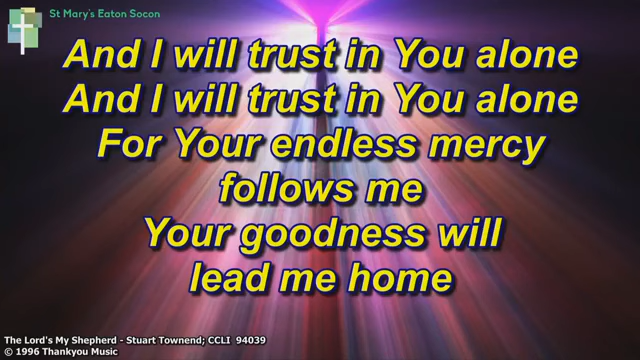 St Mary's Eaton Socon
And I will trust in You alone
And I will trust in You alone
For Your endless mercy
follows me
Your goodness will
lead me home
The Lord's My Shepherd - Stuart Townend; CCLI 94039
© 1996 Thankyou Music